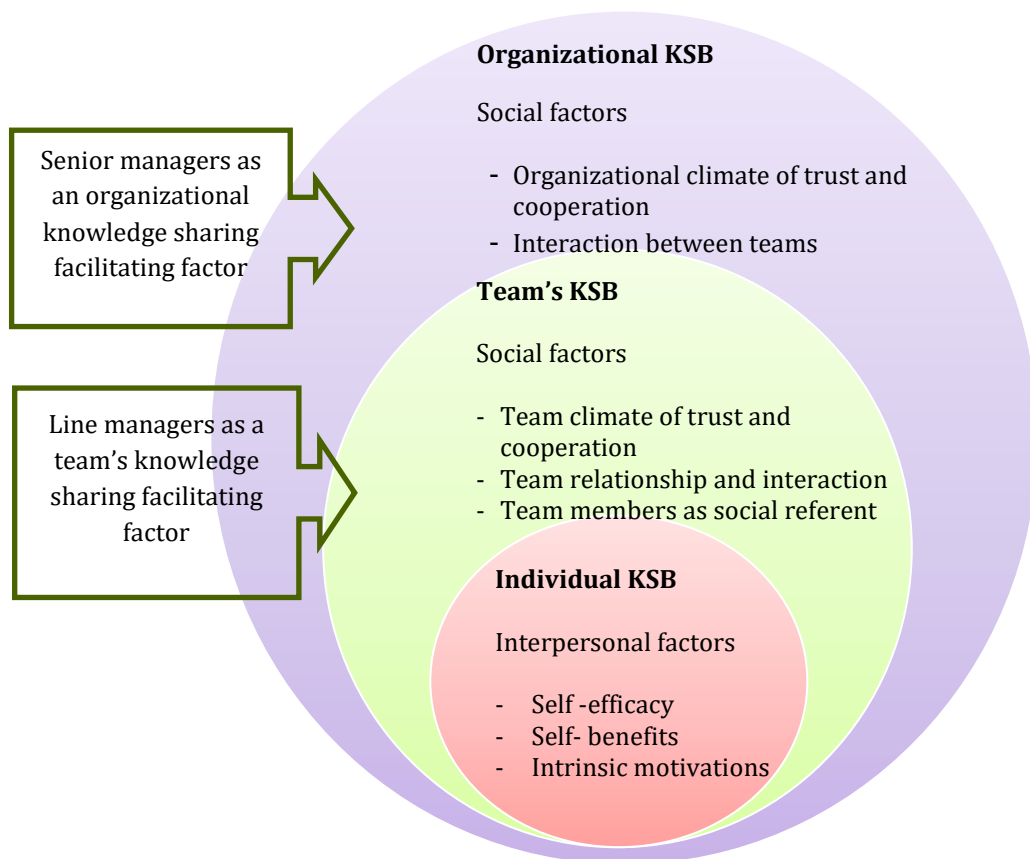 Organizational KSB
Social factors
- Organizational climate of trust and
cooperation
- Interaction between teams
Senior managers as
an organizational
knowledge sharing
facilitating factor
Team’s KSB
Social factors
- Team climate of trust and
cooperation
- Team relationship and interaction
- Team members as social referent
Line managers as a
team’s knowledge
sharing facilitating
factor
Individual KSB
Interpersonal factors
- Self -efficacy
- Self- benefits
- Intrinsic motivations